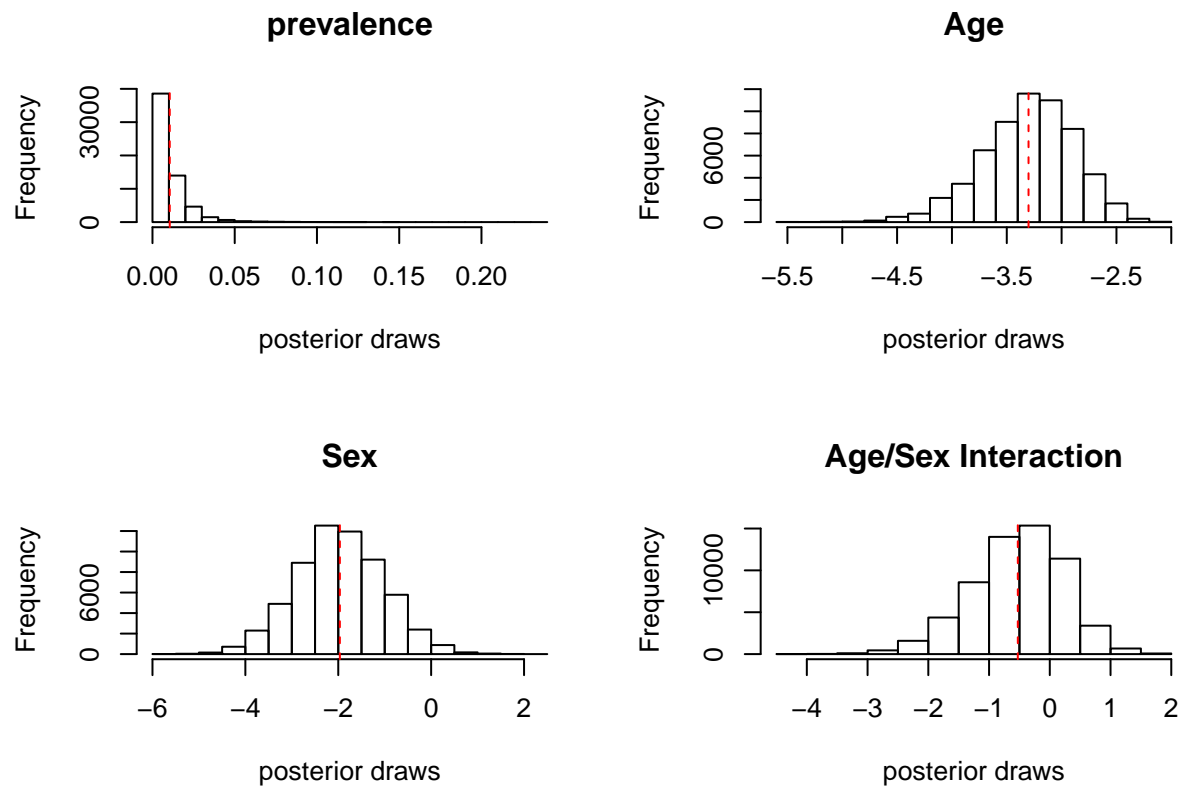 prevalence
Frequency
0
30000
0.00 0.05 0.10 0.15 0.20
posterior draws
Age
Frequency
0
6000
−5.5 −4.5 −3.5 −2.5
posterior draws
Sex
Frequency
0
6000
−6 −4 −2 0 2
posterior draws
Age/Sex Interaction
Frequency
0
10000
−4 −3 −2 −1 0 1 2
posterior draws